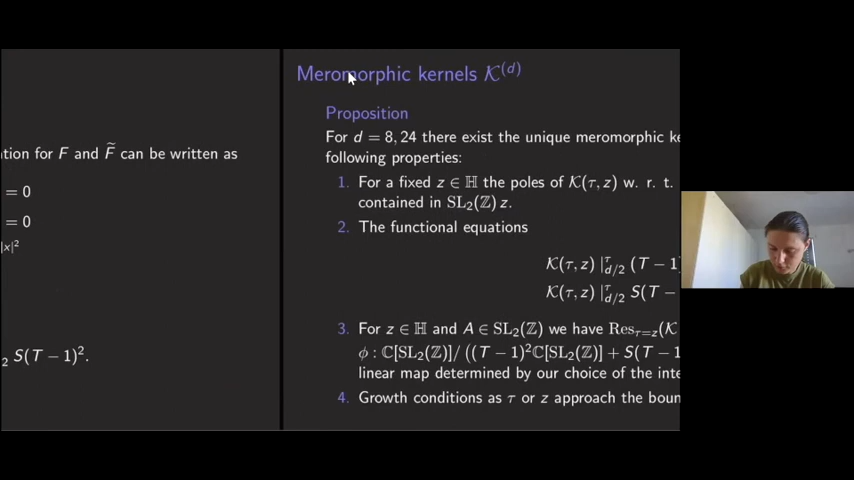 tion for F and F̃ can be written as
= 0
= 0
|x|²
₂ S(T − 1)².
Meromorphic kernels 𝒦^(d)
Proposition
For d = 8, 24 there exist the unique meromorphic ke
following properties:
1. For a fixed z ∈ ℍ the poles of 𝒦(τ, z) w. r. t.
contained in SL₂(ℤ) z.
2. The functional equations
𝒦(τ, z) |^τ_{d/2} (T − 1)
𝒦(τ, z) |^τ_{d/2} S(T −
3. For z ∈ ℍ and A ∈ SL₂(ℤ) we have Res_{τ=z}(𝒦
ϕ : ℂ[SL₂(ℤ)]/ ((T − 1)²ℂ[SL₂(ℤ)] + S(T − 1
linear map determined by our choice of the inte
4. Growth conditions as τ or z approach the boun